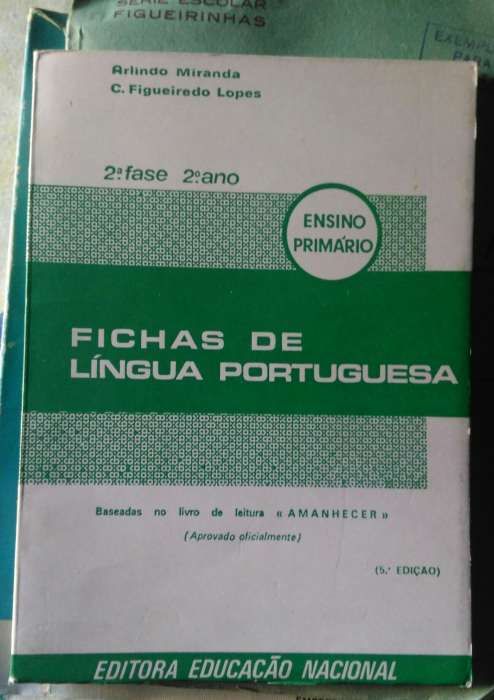 SÉRIE ESCOLAR
FIGUEIRINHAS
Arlindo Miranda
C. Figueiredo Lopes
2.ª fase 2.º ano
ENSINO
PRIMÁRIO
FICHAS DE
LÍNGUA PORTUGUESA
Baseadas no livro de leitura «AMANHECER»
(Aprovado oficialmente)
(5.ª EDIÇÃO)
EDITORA EDUCAÇÃO NACIONAL